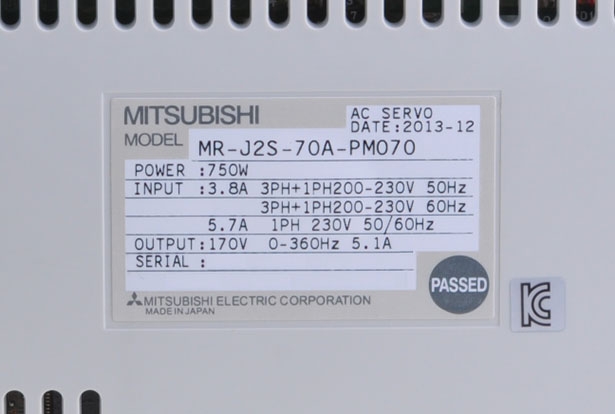 MITSUBISHI
AC SERVO
DATE:2013-12
MODEL MR-J2S-70A-PM070
POWER :750W
INPUT :3.8A 3PH+1PH200-230V 50Hz
3PH+1PH200-230V 60Hz
5.7A 1PH 230V 50/60Hz
OUTPUT:170V 0-360Hz 5.1A
SERIAL :
PASSED
MITSUBISHI ELECTRIC CORPORATION
MADE IN JAPAN
KC